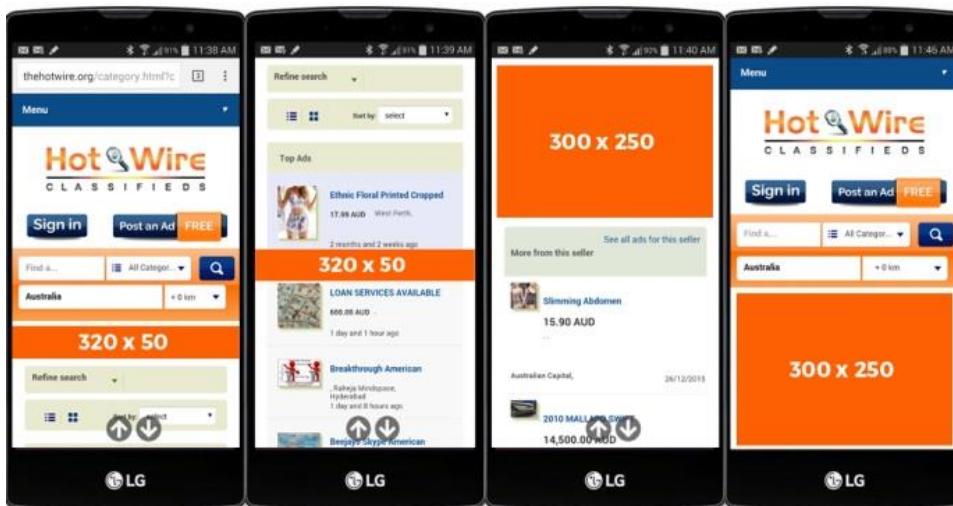 11:38 AM
thehotwire.org/category.html?c
3
Menu
Hot Wire
CLASSIFIEDS
Sign in
Post an Ad FREE
Find a...
All Categor...
Australia
+ 0 km
320 x 50
Refine search
Sort by: select
LG
11:39 AM
Refine search
Sort by: select
Top Ads
Ethnic Floral Printed Cropped
17.99 AUD West Perth,
2 months and 2 weeks ago
320 x 50
LOAN SERVICES AVAILABLE
600.00 AUD -
1 day and 1 hour ago
Breakthrough American
, Raheja Mindspace,
Hyderabad
1 day and 8 hours ago
Beejays Skype American
LG
90% 11:40 AM
300 x 250
See all ads for this seller
More from this seller
Slimming Abdomen
15.90 AUD
Australian Capital,
26/12/2015
2010 MALLARD SWIFT
14,500.00 AUD
LG
11:46 AM
Menu
Hot Wire
CLASSIFIEDS
Sign in
Post an Ad FREE
Find a...
All Categor...
Australia
+ 0 km
300 x 250
LG